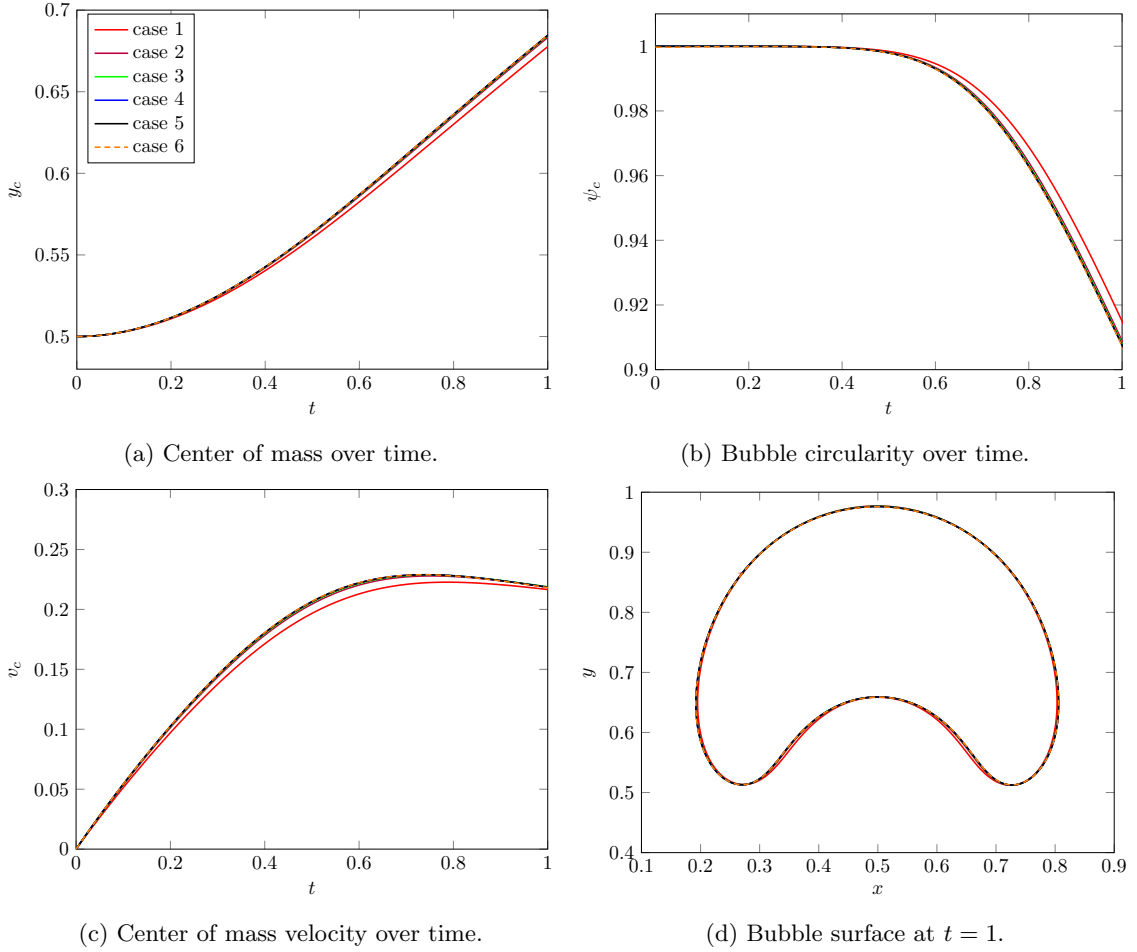 0.7
0.65
0.6
0.55
0.5
y_c
case 1
case 2
case 3
case 4
case 5
case 6
0 0.2 0.4 0.6 0.8 1
t
(a) Center of mass over time.
1
0.98
0.96
0.94
0.92
0.9
ψ_c
0 0.2 0.4 0.6 0.8 1
t
(b) Bubble circularity over time.
0.3
0.25
0.2
0.15
0.1
0.05
0
v_c
0 0.2 0.4 0.6 0.8 1
t
(c) Center of mass velocity over time.
1
0.9
0.8
0.7
0.6
0.5
0.4
y
0.1 0.2 0.3 0.4 0.5 0.6 0.7 0.8 0.9
x
(d) Bubble surface at t = 1.